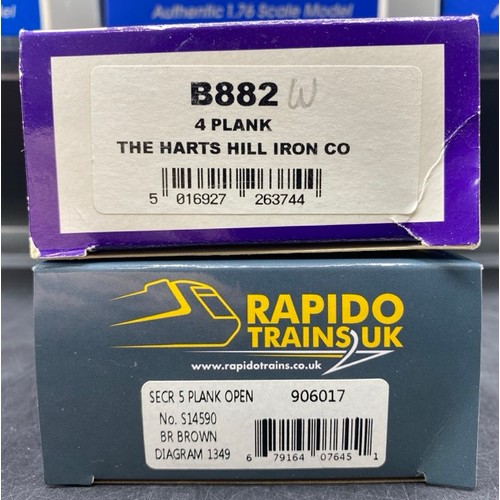 Authentic 1.76 Scale Model
B882 W
4 PLANK
THE HARTS HILL IRON CO
5 016927 263744
RAPIDO
TRAINS UK
www.rapidotrains.co.uk
SECR 5 PLANK OPEN 906017
No. S14590
BR BROWN
DIAGRAM 1349
6 79164 07645 1